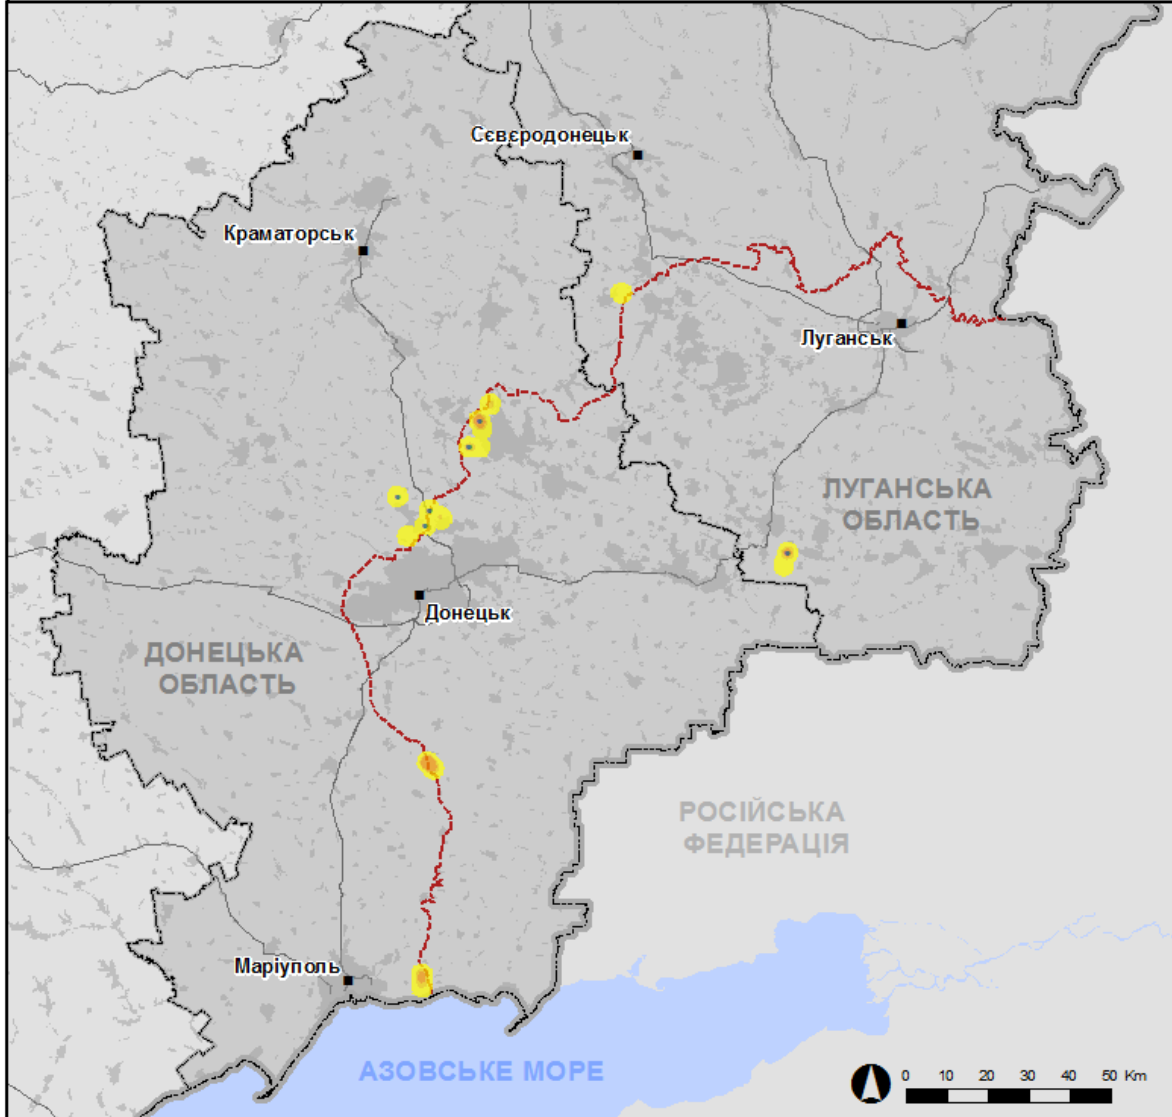 Сєвєродонецьк
Краматорськ
Луганськ
ЛУГАНСЬКА
ОБЛАСТЬ
Донецьк
ДОНЕЦЬКА
ОБЛАСТЬ
РОСІЙСЬКА
ФЕДЕРАЦІЯ
Маріуполь
АЗОВСЬКЕ МОРЕ
0 10 20 30 40 50 Km